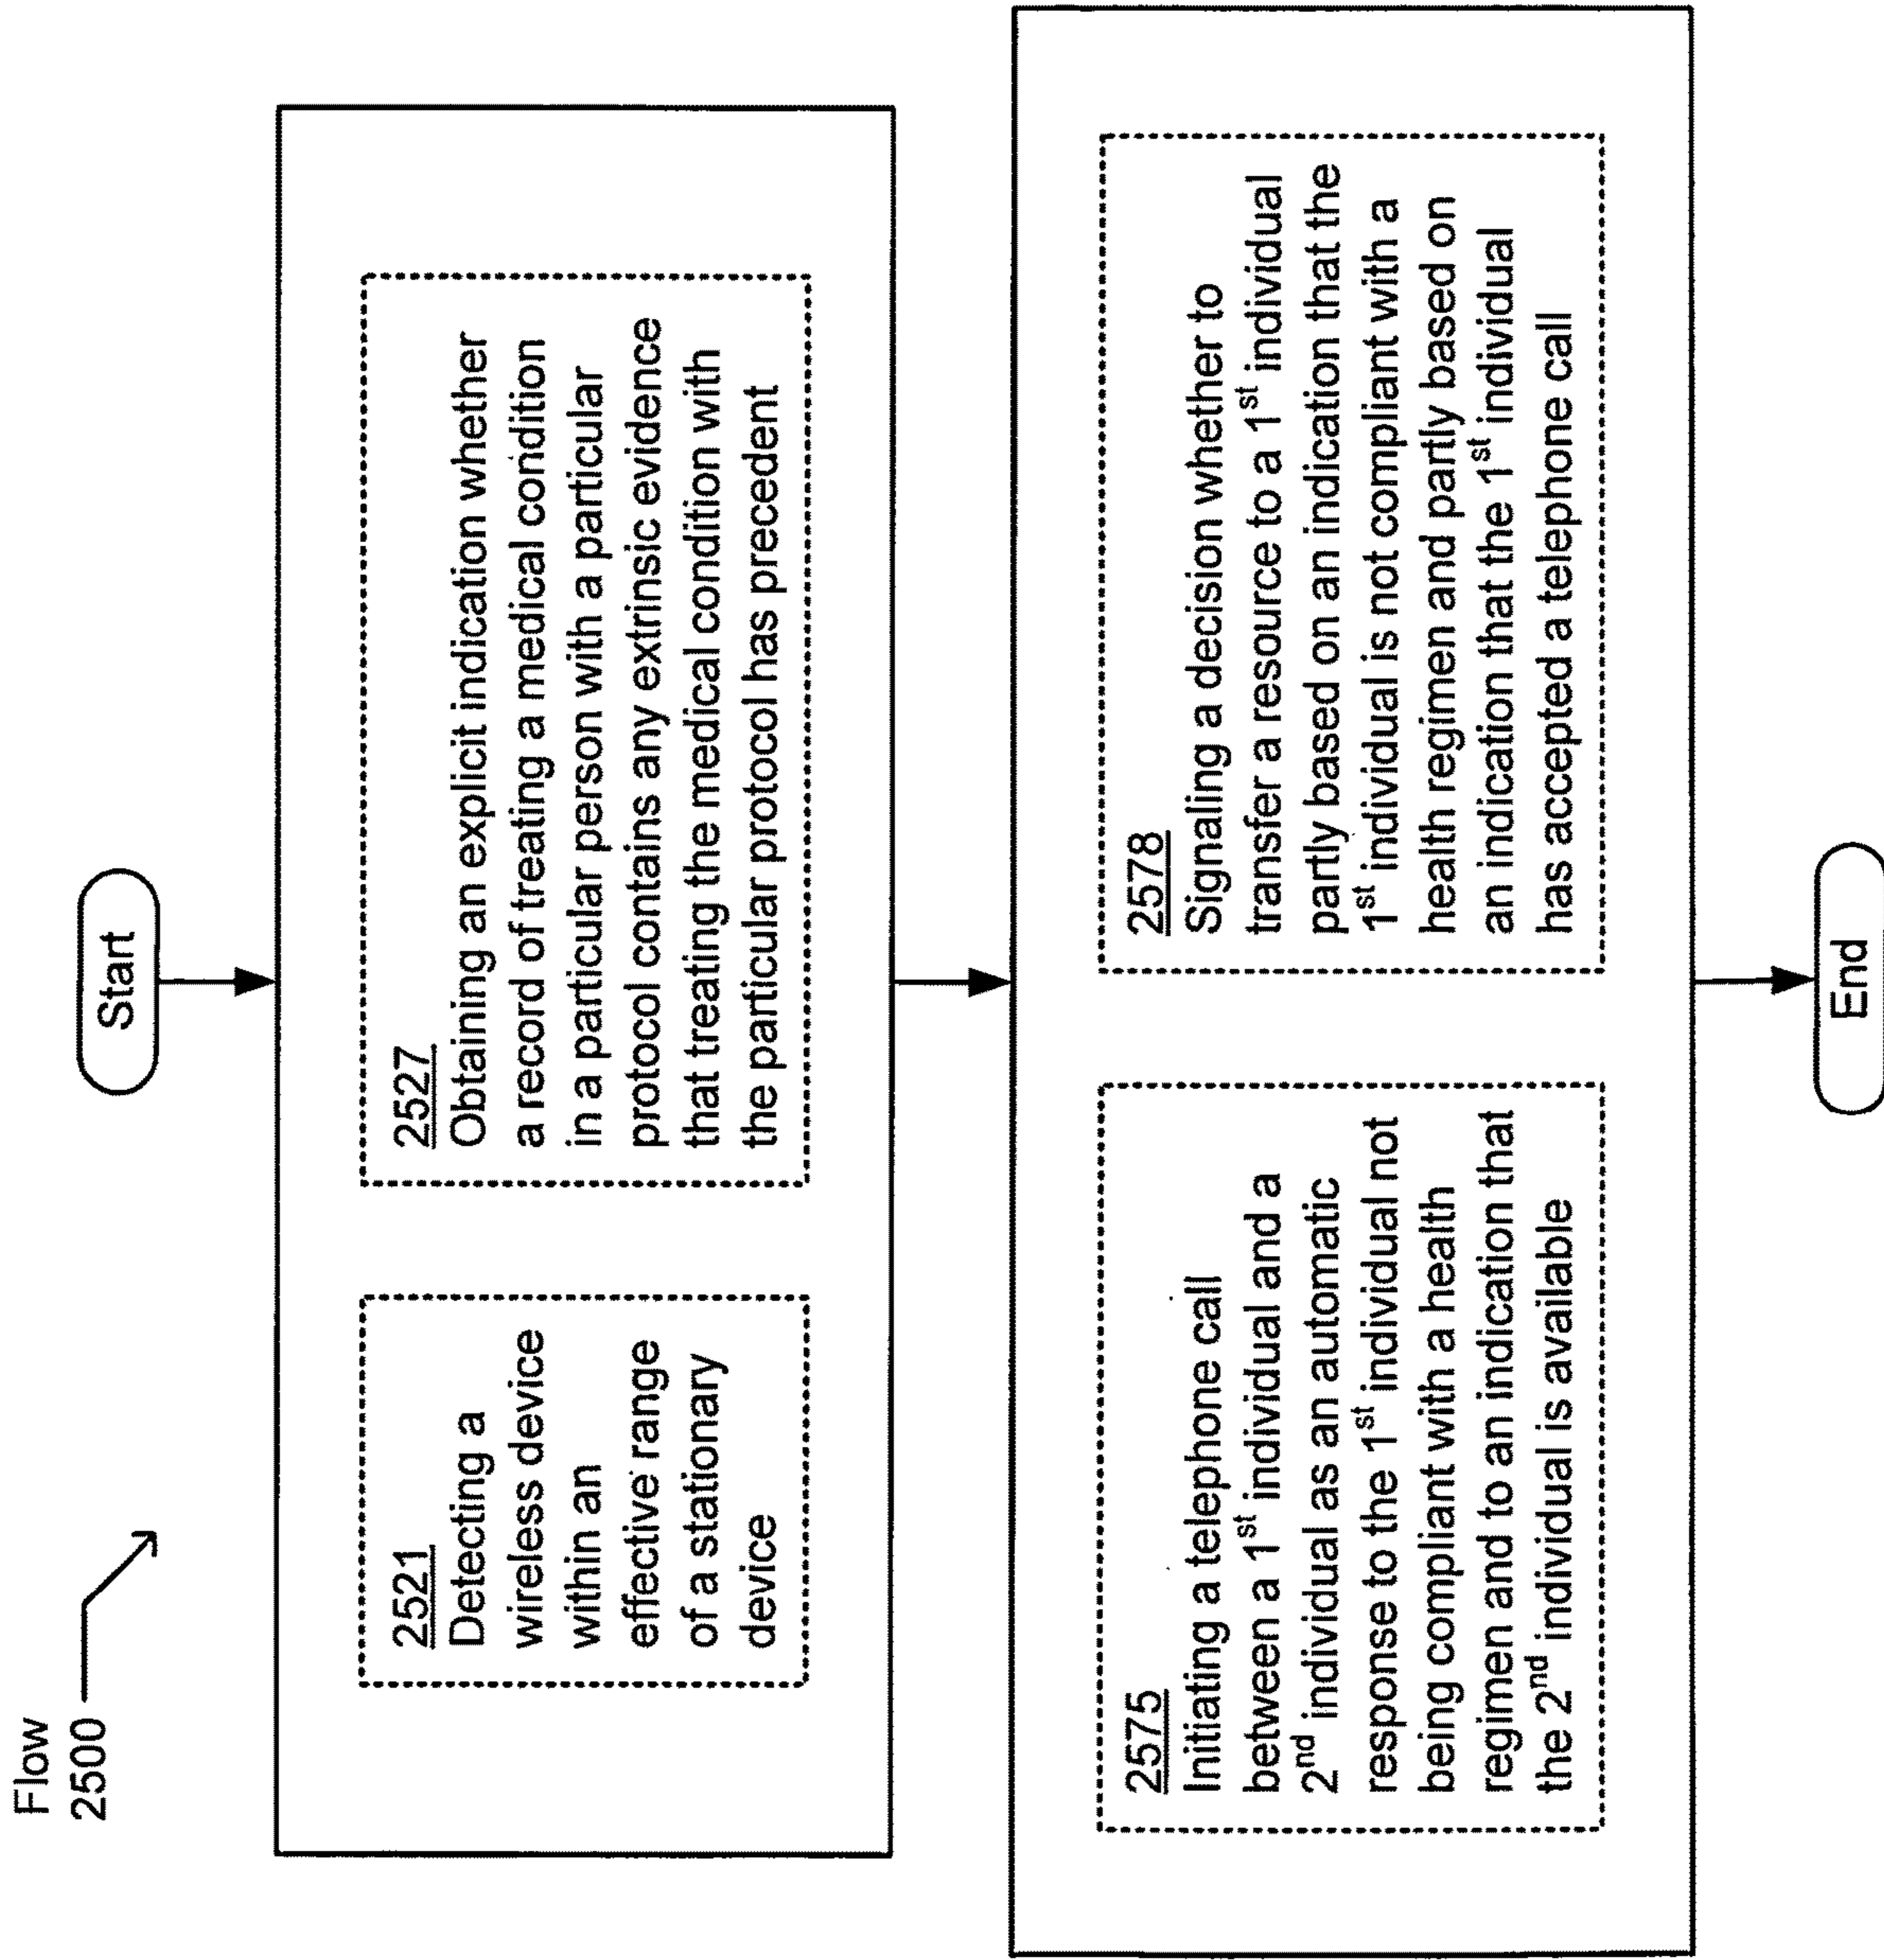 Flow
2500
Start
2521
Detecting a
wireless device
within an
effective range
of a stationary
device
2527
Obtaining an explicit indication whether
a record of treating a medical condition
in a particular person with a particular
protocol contains any extrinsic evidence
that treating the medical condition with
the particular protocol has precedent
2575
Initiating a telephone call
between a 1st individual and a
2nd individual as an automatic
response to the 1st individual not
being compliant with a health
regimen and to an indication that
the 2nd individual is available
2578
Signaling a decision whether to
transfer a resource to a 1st individual
partly based on an indication that the
1st individual is not compliant with a
health regimen and partly based on
an indication that the 1st individual
has accepted a telephone call
End